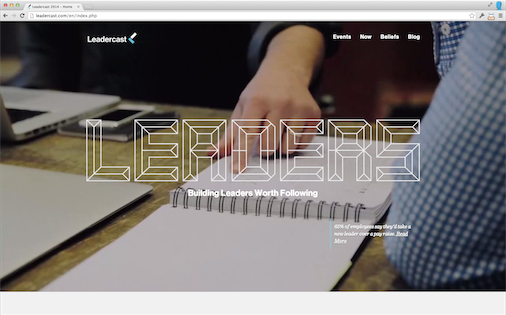 Leadercast 2014 – Home
leadercast.com/en//index.php
Leadercast
Events Now Beliefs Blog
LEADERS
Building Leaders Worth Following
60% of employees say they'd take a
new leader over a pay raise. Read
More